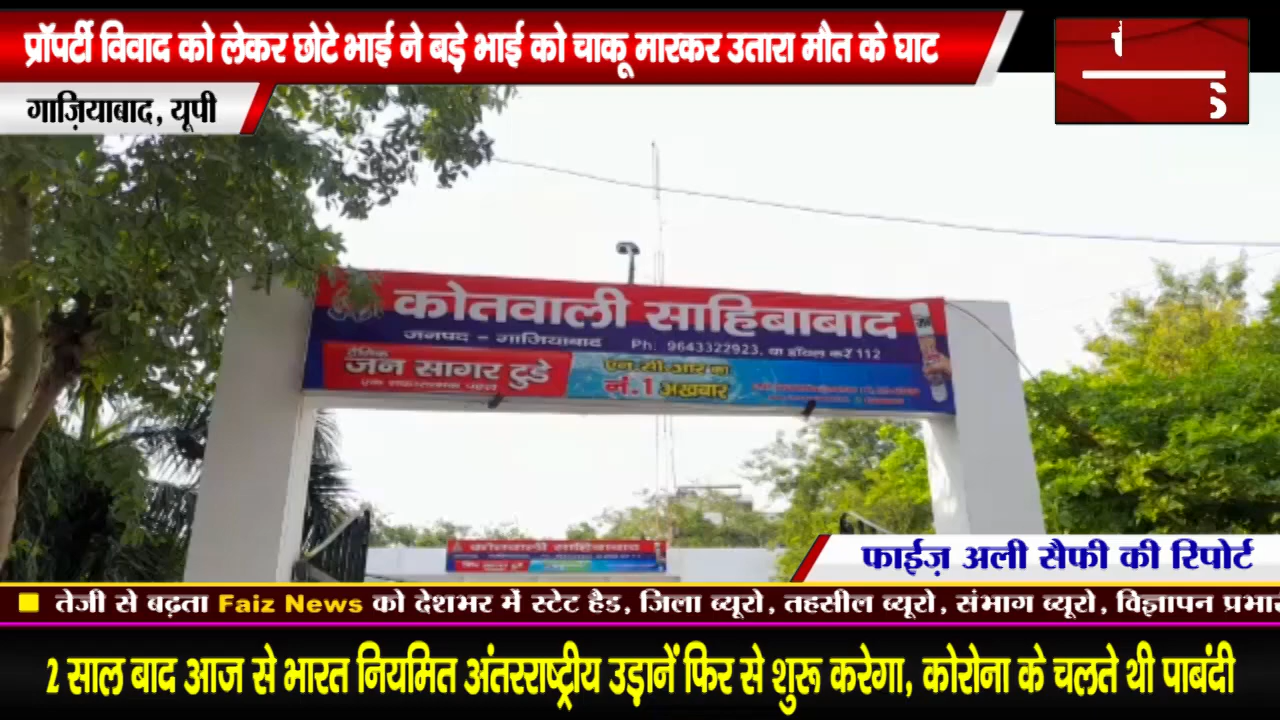 प्रॉपर्टी विवाद को लेकर छोटे भाई ने बड़े भाई को चाकू मारकर उतारा मौत के घाट
गाज़ियाबाद, यूपी
कोतवाली साहिबाबाद
जनपद - गाजियाबाद Ph: 9643322923, या डॉयल करें 112
दैनिक
जन सागर टुडे
एन.सी.आर का
नं.1 अखबार
कोतवाली साहिबाबाद
फाईज़ अली सैफी की रिपोर्ट
तेजी से बढ़ता Faiz News को देशभर में स्टेट हैड, जिला ब्यूरो, तहसील ब्यूरो, संभाग ब्यूरो, विज्ञापन प्रभार
2 साल बाद आज से भारत नियमित अंतरराष्ट्रीय उड़ानें फिर से शुरू करेगा, कोरोना के चलते थी पाबंदी